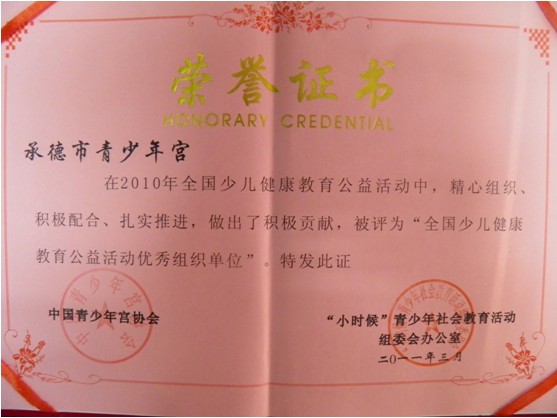 荣誉证书
HONORARY CREDENTIAL
承德市青少年宫
在2010年全国少儿健康教育公益活动中，精心组织、
积极配合、扎实推进，做出了积极贡献，被评为“全国少儿健康
教育公益活动优秀组织单位”。特发此证
中国青少年宫协会
“小时候”青少年社会教育活动
组委会办公室
二〇一一年三月